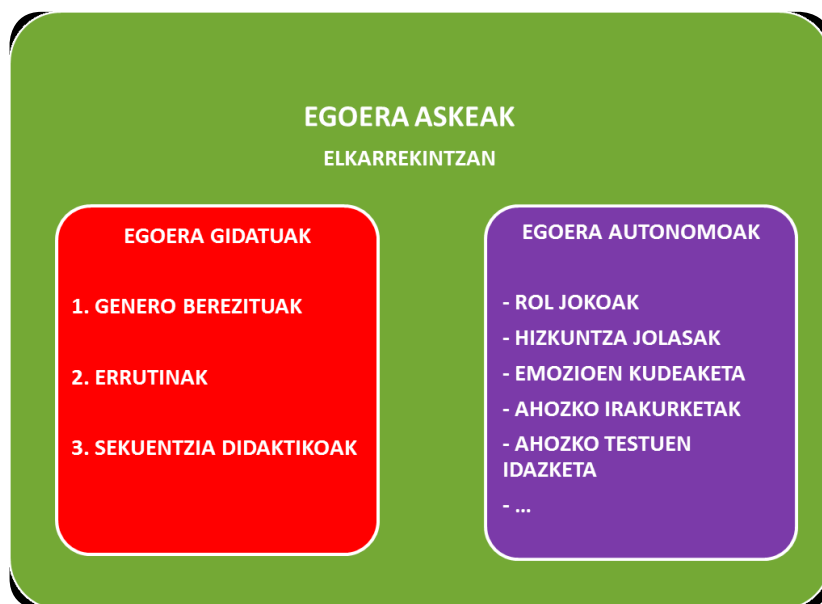 EGOERA ASKEAK
ELKARREKINTZAN
EGOERA GIDATUAK
1. GENERO BEREZITUAK
2. ERRUTINAK
3. SEKUENTZIA DIDAKTIKOAK
EGOERA AUTONOMOAK
- ROL JOKOAK
- HIZKUNTZA JOLASAK
- EMOZIOEN KUDEAKETA
- AHOZKO IRAKURKETAK
- AHOZKO TESTUEN
IDAZKETA
- ...